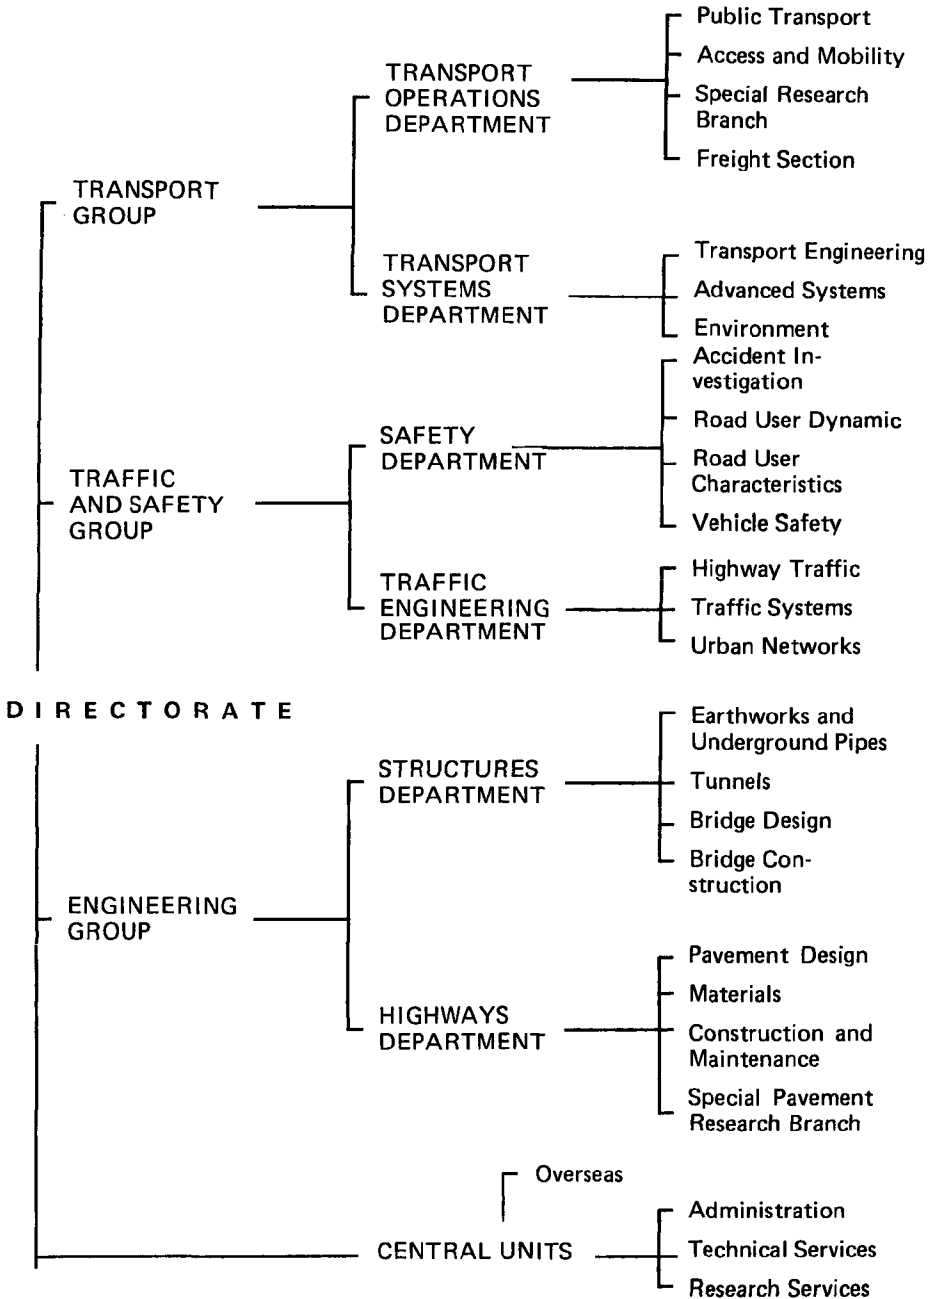 Public Transport
Access and Mobility
Special Research
Branch
Freight Section
TRANSPORT
OPERATIONS
DEPARTMENT
TRANSPORT
GROUP
TRANSPORT
SYSTEMS
DEPARTMENT
Transport Engineering
Advanced Systems
Environment
Accident In-
vestigation
Road User Dynamic
Road User
Characteristics
Vehicle Safety
SAFETY
DEPARTMENT
TRAFFIC
AND SAFETY
GROUP
TRAFFIC
ENGINEERING
DEPARTMENT
Highway Traffic
Traffic Systems
Urban Networks
DIRECTORATE
Earthworks and
Underground Pipes
Tunnels
Bridge Design
Bridge Con-
struction
STRUCTURES
DEPARTMENT
ENGINEERING
GROUP
HIGHWAYS
DEPARTMENT
Pavement Design
Materials
Construction and
Maintenance
Special Pavement
Research Branch
Overseas
CENTRAL UNITS
Administration
Technical Services
Research Services